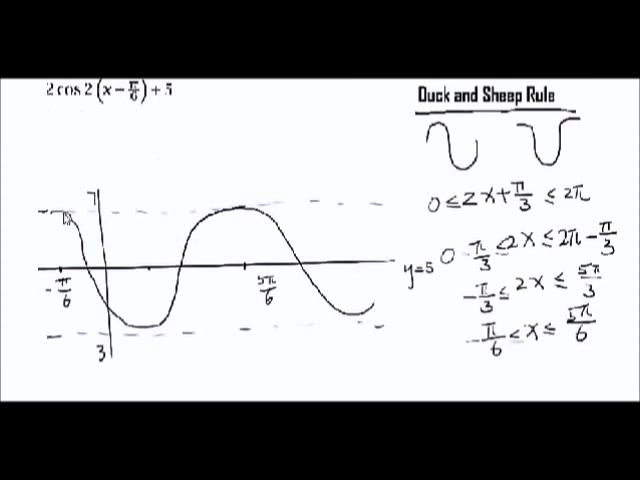 2 cos 2 (x − π/6) + 5
Duck and Sheep Rule
0 ≤ 2x + π/3 ≤ 2π
0 - π/3 ≤ 2x ≤ 2π - π/3
-π/3 ≤ 2x ≤ 5π/3
-π/6 < x ≤ 5π/6
7
y=5
-π/6
5π/6
3